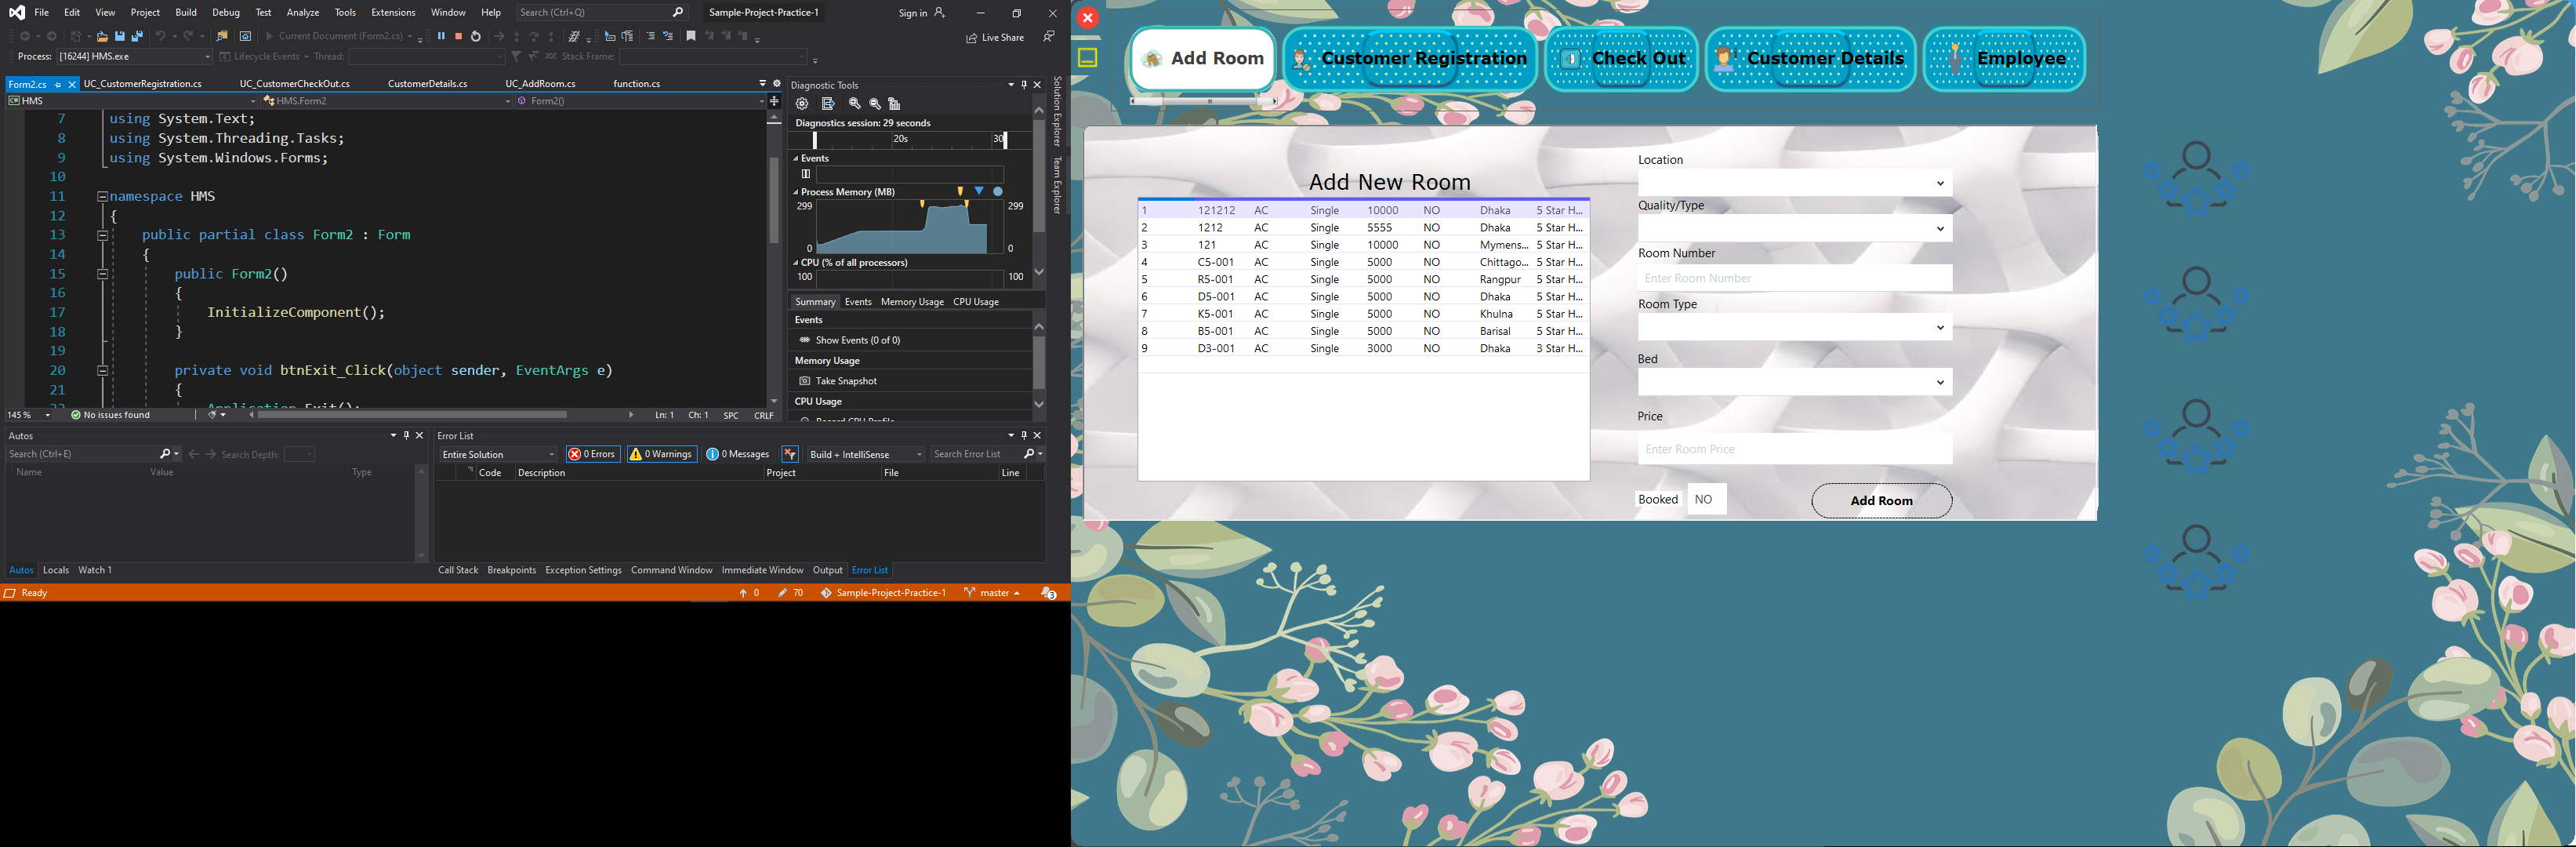 File Edit View Project Build Debug Test Analyze Tools Extensions Window Help Search (Ctrl+Q) Sample-Project-Practice-1 Sign in
Current Document (Form2.cs) Live Share
Process: [16244] HMS.exe Lifecycle Events Thread: Stack Frame:
Form2.cs UC_CustomerRegistration.cs UC_CustomerCheckOut.cs CustomerDetails.cs UC_AddRoom.cs function.cs
HMS HMS.Form2 Form2()
7 using System.Text;
8 using System.Threading.Tasks;
9 using System.Windows.Forms;
10
11 namespace HMS
12 {
13 public partial class Form2 : Form
14 {
15 public Form2()
16 {
17 InitializeComponent();
18 }
19
20 private void btnExit_Click(object sender, EventArgs e)
21 {
22 Application.Exit();
145 % No issues found Ln: 1 Ch: 1 SPC CRLF
Diagnostic Tools
Diagnostics session: 29 seconds
20s 30s
Events
Process Memory (MB)
299 299
0 0
CPU (% of all processors)
100 100
Summary Events Memory Usage CPU Usage
Events
Show Events (0 of 0)
Memory Usage
Take Snapshot
CPU Usage
Record CPU Profile
Solution Explorer
Team Explorer
Autos
Search (Ctrl+E) Search Depth:
Name Value Type
Autos Locals Watch 1
Error List
Entire Solution 0 Errors 0 Warnings 0 Messages Build + IntelliSense Search Error List
Code Description Project File Line
Call Stack Breakpoints Exception Settings Command Window Immediate Window Output Error List
Ready 0 70 Sample-Project-Practice-1 master 3
Add Room Customer Registration Check Out Customer Details Employee
Add New Room
1 121212 AC Single 10000 NO Dhaka 5 Star H...
2 1212 AC Single 5555 NO Dhaka 5 Star H...
3 121 AC Single 10000 NO Mymens... 5 Star H...
4 C5-001 AC Single 5000 NO Chittago... 5 Star H...
5 R5-001 AC Single 5000 NO Rangpur 5 Star H...
6 D5-001 AC Single 5000 NO Dhaka 5 Star H...
7 K5-001 AC Single 5000 NO Khulna 5 Star H...
8 B5-001 AC Single 5000 NO Barisal 5 Star H...
9 D3-001 AC Single 3000 NO Dhaka 3 Star H...
Location
Quality/Type
Room Number
Enter Room Number
Room Type
Bed
Price
Enter Room Price
Booked NO
Add Room